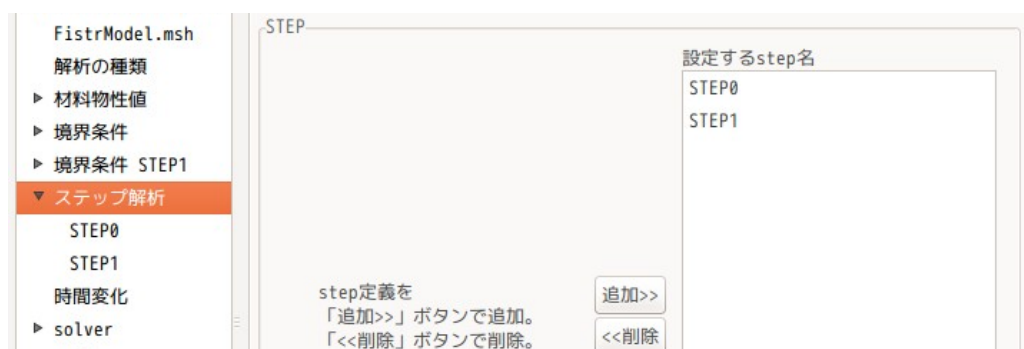 FistrModel.msh
解析の種類
材料物性値
境界条件
境界条件 STEP1
ステップ解析
STEP0
STEP1
時間変化
solver
STEP
設定するstep名
STEP0
STEP1
step定義を
「追加>>」ボタンで追加。
「<<削除」ボタンで削除。
追加>>
<<削除